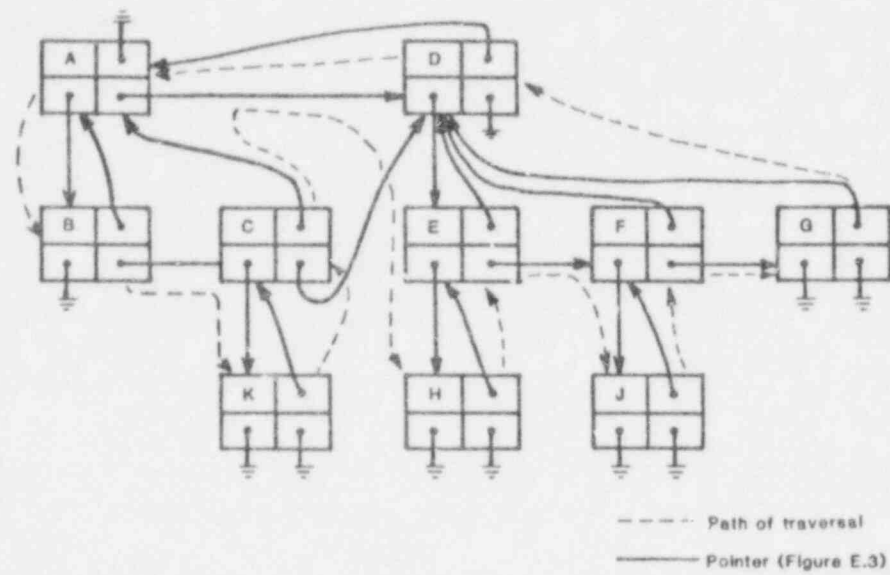 A D
B C E F G
K H J
Path of traversal
Pointer (Figure E.3)